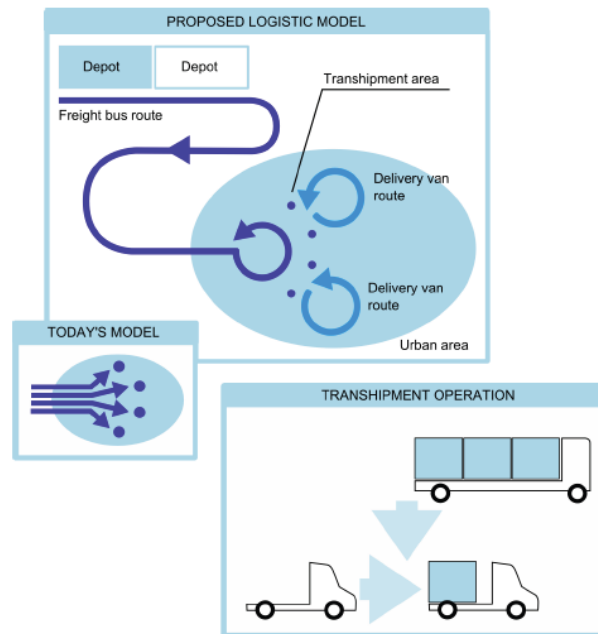 PROPOSED LOGISTIC MODEL
Depot
Depot
Transhipment area
Freight bus route
Delivery van
route
Delivery van
route
Urban area
TODAY'S MODEL
TRANSHIPMENT OPERATION